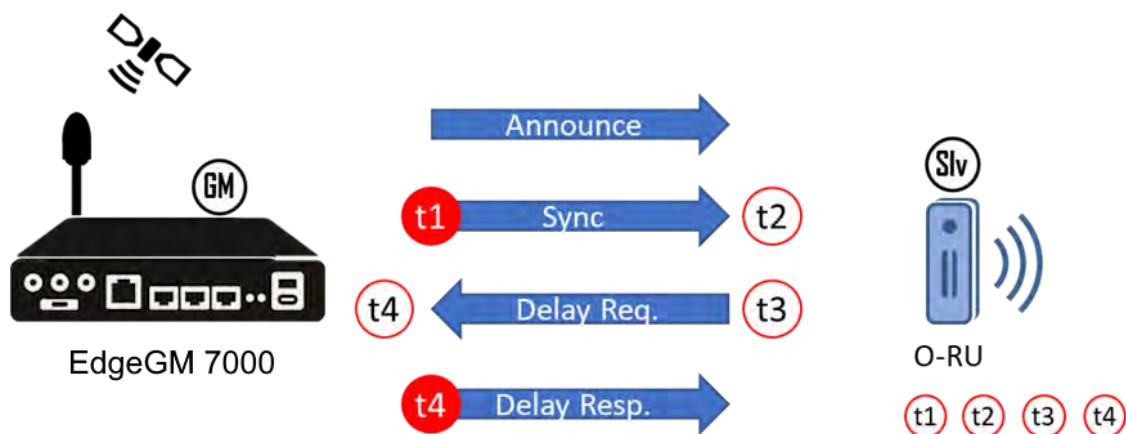 Announce
GM
Slv
t1 Sync t2
t4 Delay Req. t3
EdgeGM 7000
O-RU
t4 Delay Resp.
t1 t2 t3 t4